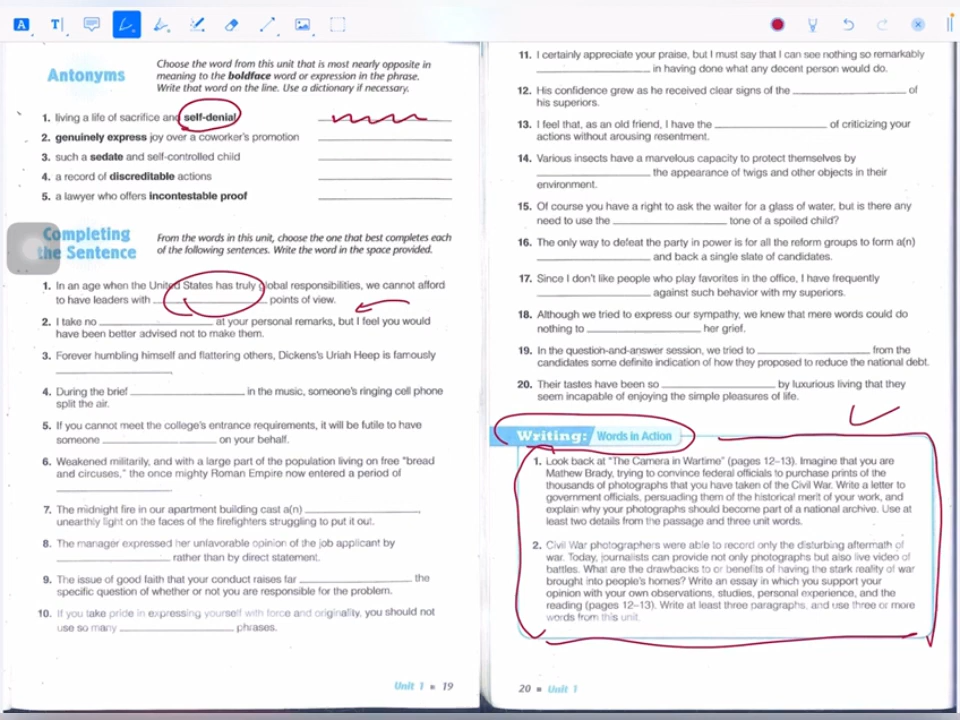 A T
Antonyms
Choose the word from this unit that is most nearly opposite in
meaning to the boldface word or expression in the phrase.
Write that word on the line. Use a dictionary if necessary.
1. living a life of sacrifice and self-denial
2. genuinely express joy over a coworker's promotion
3. such a sedate and self-controlled child
4. a record of discreditable actions
5. a lawyer who offers incontestable proof
Completing
the Sentence
From the words in this unit, choose the one that best completes each
of the following sentences. Write the word in the space provided.
1. In an age when the United States has truly global responsibilities, we cannot afford
to have leaders with ____________ points of view.
2. I take no ____________ at your personal remarks, but I feel you would
have been better advised not to make them.
3. Forever humbling himself and flattering others, Dickens's Uriah Heep is famously
____________.
4. During the brief ____________ in the music, someone's ringing cell phone
split the air.
5. If you cannot meet the college's entrance requirements, it will be futile to have
someone ____________ on your behalf.
6. Weakened militarily, and with a large part of the population living on free "bread
and circuses," the once mighty Roman Empire now entered a period of
____________.
7. The midnight fire in our apartment building cast a(n) ____________
unearthly light on the faces of the firefighters struggling to put it out.
8. The manager expressed her unfavorable opinion of the job applicant by
____________ rather than by direct statement.
9. The issue of good faith that your conduct raises far ____________ the
specific question of whether or not you are responsible for the problem.
10. If you take pride in expressing yourself with force and originality, you should not
use so many ____________ phrases.
Unit 1 ■ 19
11. I certainly appreciate your praise, but I must say that I can see nothing so remarkably
____________ in having done what any decent person would do.
12. His confidence grew as he received clear signs of the ____________ of
his superiors.
13. I feel that, as an old friend, I have the ____________ of criticizing your
actions without arousing resentment.
14. Various insects have a marvelous capacity to protect themselves by
____________ the appearance of twigs and other objects in their
environment.
15. Of course you have a right to ask the waiter for a glass of water, but is there any
need to use the ____________ tone of a spoiled child?
16. The only way to defeat the party in power is for all the reform groups to form a(n)
____________ and back a single slate of candidates.
17. Since I don't like people who play favorites in the office, I have frequently
____________ against such behavior with my superiors.
18. Although we tried to express our sympathy, we knew that mere words could do
nothing to ____________ her grief.
19. In the question-and-answer session, we tried to ____________ from the
candidates some definite indication of how they proposed to reduce the national debt.
20. Their tastes have been so ____________ by luxurious living that they
seem incapable of enjoying the simple pleasures of life.
Writing: Words in Action
1. Look back at "The Camera in Wartime" (pages 12–13). Imagine that you are
Mathew Brady, trying to convince federal officials to purchase prints of the
thousands of photographs that you have taken of the Civil War. Write a letter to
government officials, persuading them of the historical merit of your work, and
explain why your photographs should become part of a national archive. Use at
least two details from the passage and three unit words.
2. Civil War photographers were able to record only the disturbing aftermath of
war. Today, journalists can provide not only photographs but also live video of
battles. What are the drawbacks to or benefits of having the stark reality of war
brought into people's homes? Write an essay in which you support your
opinion with your own observations, studies, personal experience, and the
reading (pages 12–13). Write at least three paragraphs, and use three or more
words from this unit.
20 ■ Unit 1